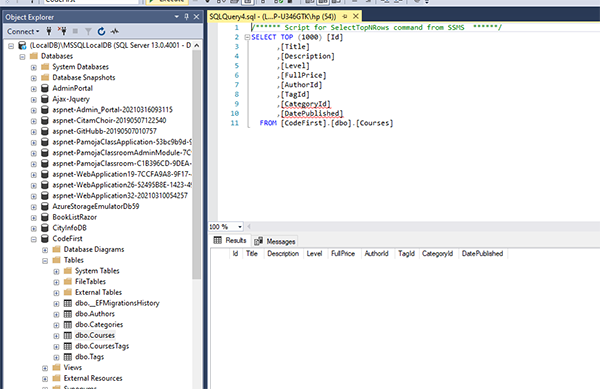 CodeFirst
Execute
Object Explorer
Connect
(LocalDB)\MSSQLLocalDB (SQL Server 13.0.4001 - LAPTO
Databases
System Databases
Database Snapshots
AdminPortal
Ajax-Jquery
aspnet-Admin_Portal-20210316093115
aspnet-CitamChoir-20190507122540
aspnet-GitHubb-20190507010757
aspnet-PamojaClassApplication-53bc9b9d-9
aspnet-PamojaClassroomAdminModule-7C
aspnet-PamojaClassroom-C1B396CD-9DEA-
aspnet-WebApplication19-7CCFA9A8-9F17-
aspnet-WebApplication26-52495B8E-1423-49
aspnet-WebApplication32-20210310054257
AzureStorageEmulatorDb59
BookListRazor
CityInfoDB
CodeFirst
Database Diagrams
Tables
System Tables
FileTables
External Tables
dbo.__EFMigrationsHistory
dbo.Authors
dbo.Categories
dbo.Courses
dbo.CoursesTags
dbo.Tags
Views
External Resources
Synonyms
SQLQuery4.sql - (L...P-U346GTK\hp (54))
1 /****** Script for SelectTopNRows command from SSMS ******/
2 SELECT TOP (1000) [Id]
3 ,[Title]
4 ,[Description]
5 ,[Level]
6 ,[FullPrice]
7 ,[AuthorId]
8 ,[TagId]
9 ,[CategoryId]
10 ,[DatePublished]
11 FROM [CodeFirst].[dbo].[Courses]
100 %
Results Messages
Id Title Description Level FullPrice AuthorId TagId CategoryId DatePublished